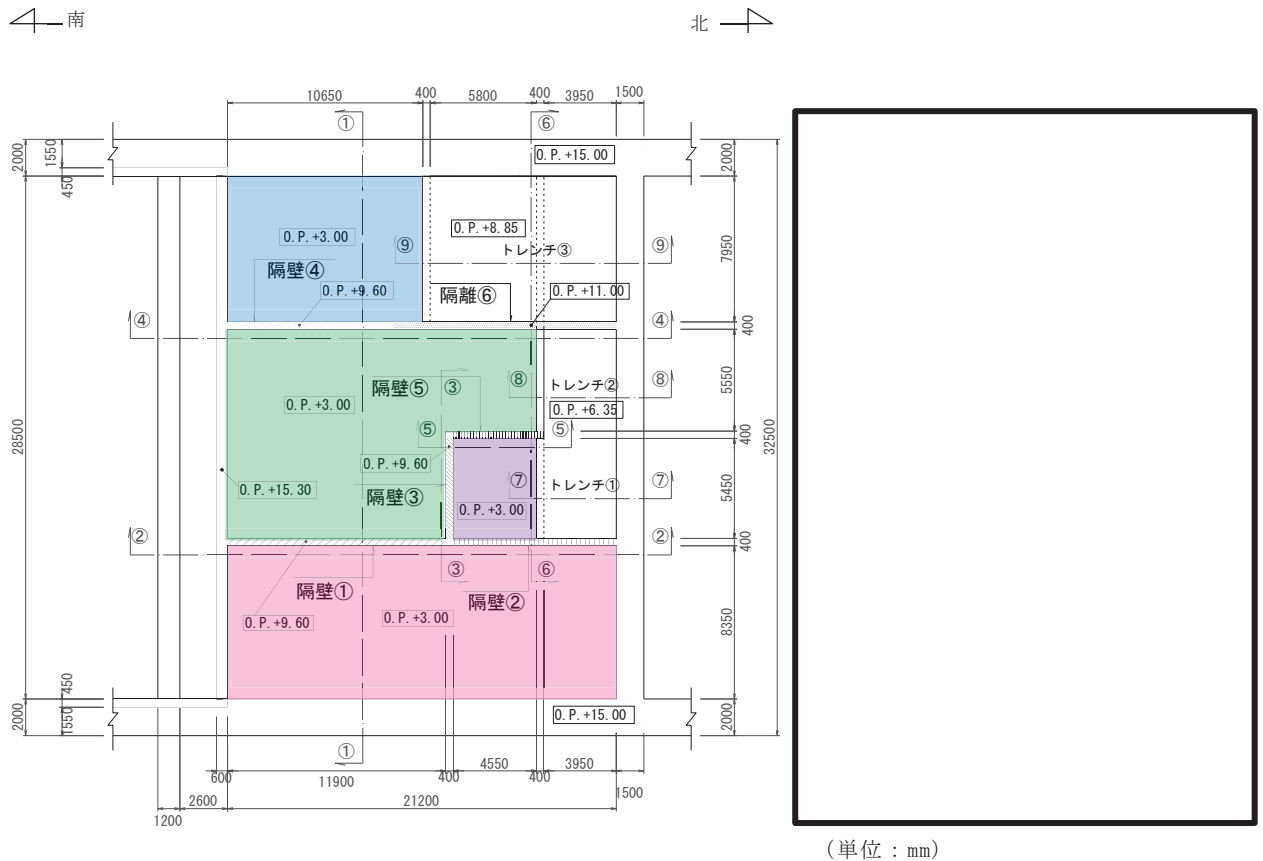 南
北
10650
400
5800
400
3950
1500
①
⑥
O.P.+15.00
2000
1550
450
2000
O.P.+3.00
O.P.+8.85
⑨
トレンチ③
⑨
7950
隔壁④
O.P.+9.60
隔離⑥
O.P.+11.00
④
④
400
隔壁⑤
③
⑧
トレンチ②
⑧
5550
O.P.+3.00
O.P.+6.35
28500
32500
⑤
⑤
400
O.P.+9.60
O.P.+15.30
隔壁③
⑦
トレンチ①
⑦
5450
O.P.+3.00
②
②
400
③
⑥
隔壁①
隔壁②
O.P.+9.60
O.P.+3.00
8350
450
1550
2000
O.P.+15.00
2000
①
600
11900
400
4550
400
3950
1500
2600
21200
1200
（単位：mm）